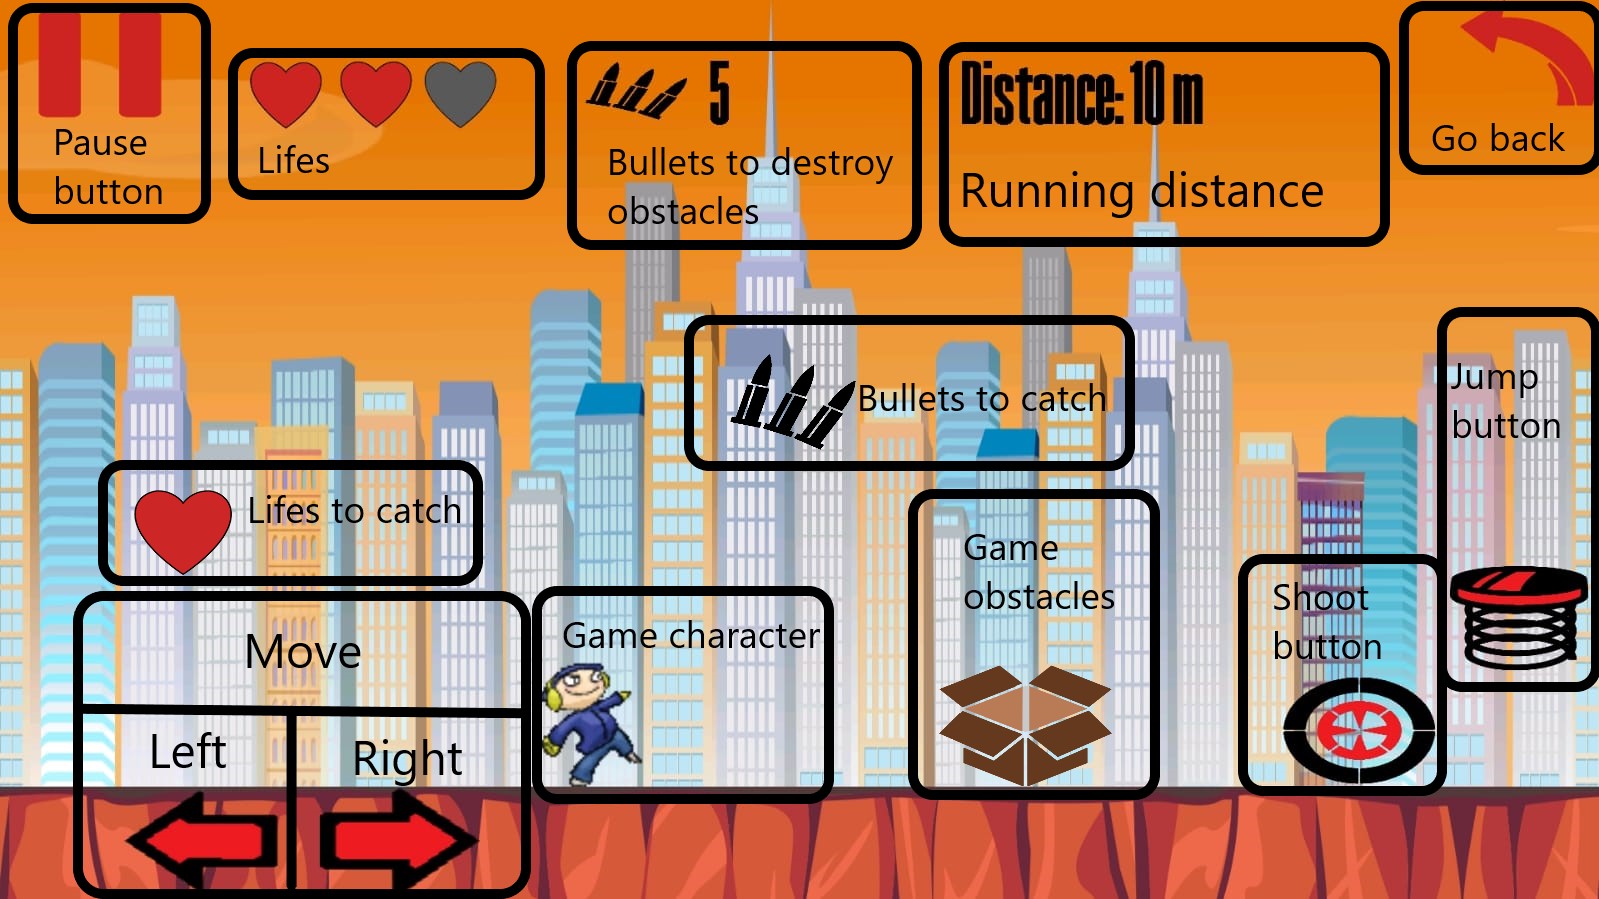 Pause
button
Lifes
5
Bullets to destroy
obstacles
Distance: 10 m
Running distance
Go back
Bullets to catch
Jump
button
Lifes to catch
Game
obstacles
Shoot
button
Move
Left
Right
Game character